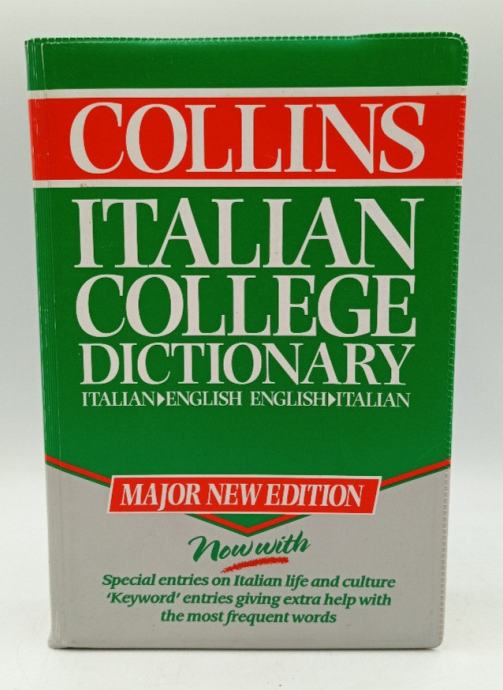 COLLINS
ITALIAN
COLLEGE
DICTIONARY
ITALIAN▶ENGLISH ENGLISH▶ITALIAN
MAJOR NEW EDITION
Now with
Special entries on Italian life and culture
'Keyword' entries giving extra help with
the most frequent words